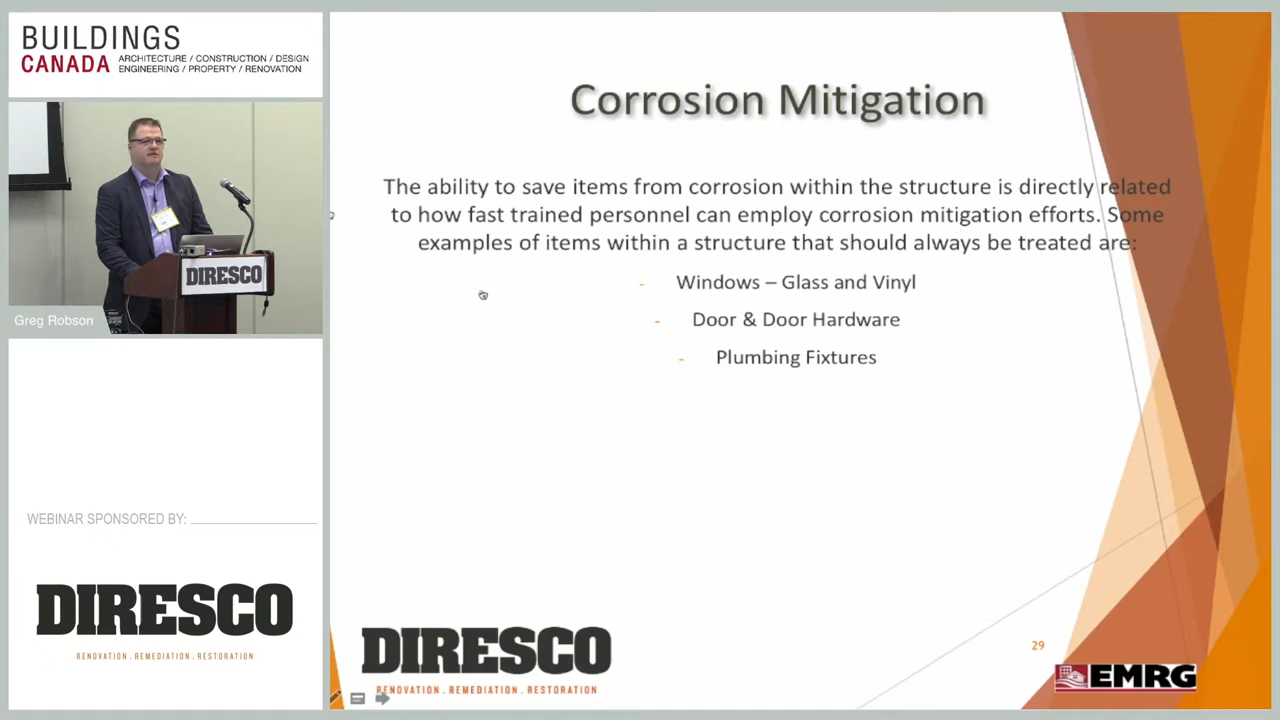 BUILDINGS
CANADA ARCHITECTURE / CONSTRUCTION / DESIGN
ENGINEERING / PROPERTY / RENOVATION
DIRESCO
Greg Robson
WEBINAR SPONSORED BY:
DIRESCO
RENOVATION . REMEDIATION . RESTORATION
Corrosion Mitigation
The ability to save items from corrosion within the structure is directly related
to how fast trained personnel can employ corrosion mitigation efforts. Some
examples of items within a structure that should always be treated are:
- Windows – Glass and Vinyl
- Door & Door Hardware
- Plumbing Fixtures
DIRESCO
RENOVATION . REMEDIATION . RESTORATION
29
EMRG